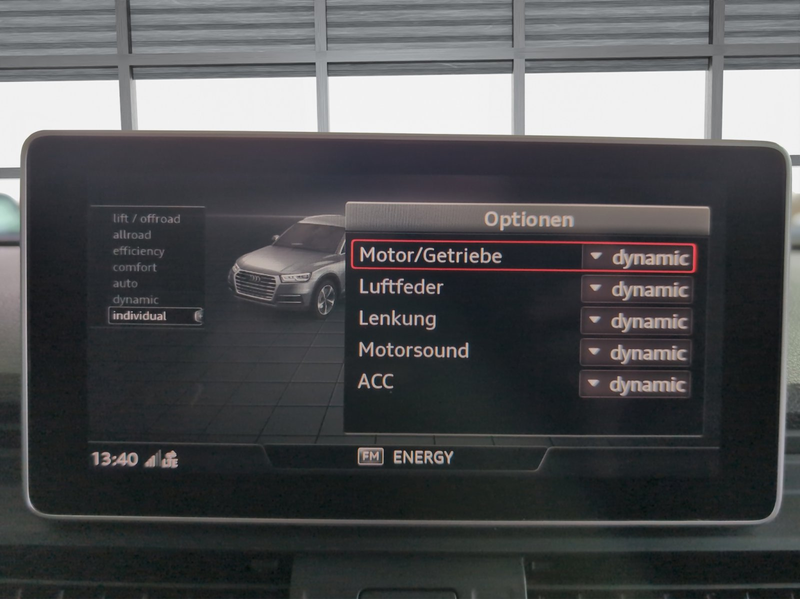 lift / offroad
allroad
efficiency
comfort
auto
dynamic
individual
Optionen
Motor/Getriebe dynamic
Luftfeder dynamic
Lenkung dynamic
Motorsound dynamic
ACC dynamic
13:40 LTE
FM ENERGY